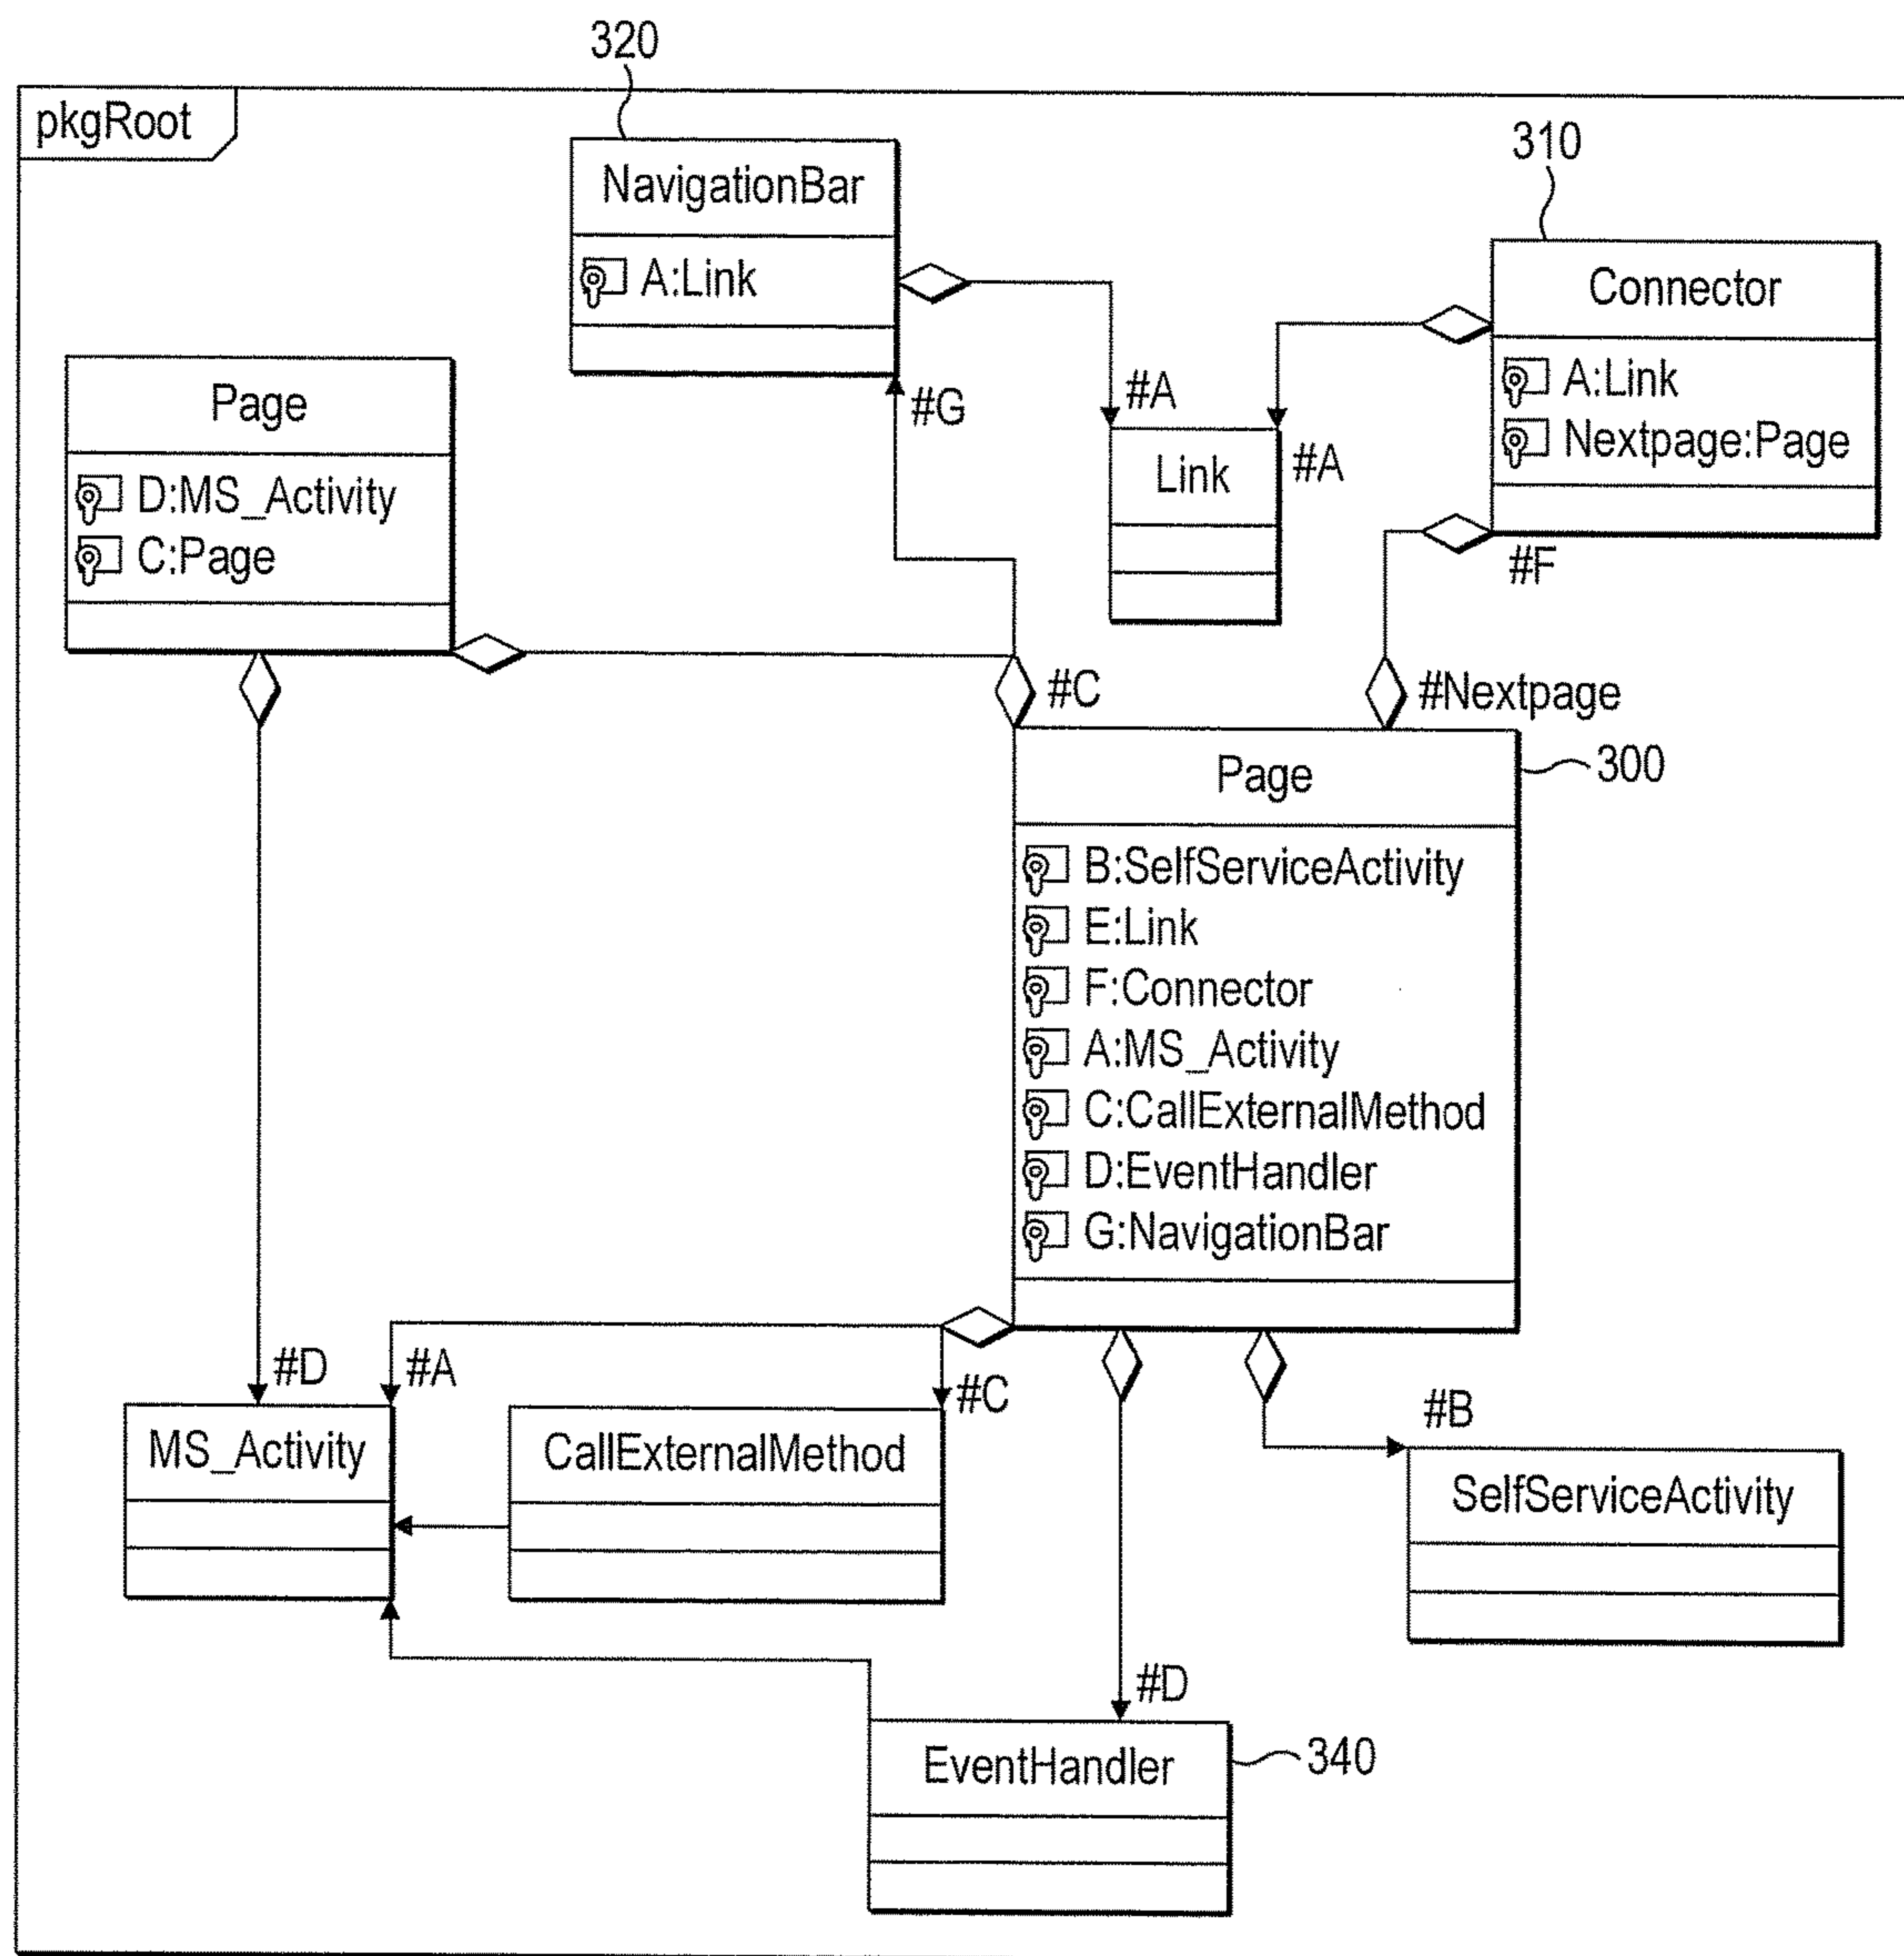 320
pkgRoot
310
NavigationBar
A:Link
Connector
A:Link
Nextpage:Page
Page
D:MS_Activity
C:Page
#G
#A
Link
#A
#F
#C
#Nextpage
Page
300
B:SelfServiceActivity
E:Link
F:Connector
A:MS_Activity
C:CallExternalMethod
D:EventHandler
G:NavigationBar
#D
#A
#C
#B
MS_Activity
CallExternalMethod
SelfServiceActivity
#D
EventHandler
340